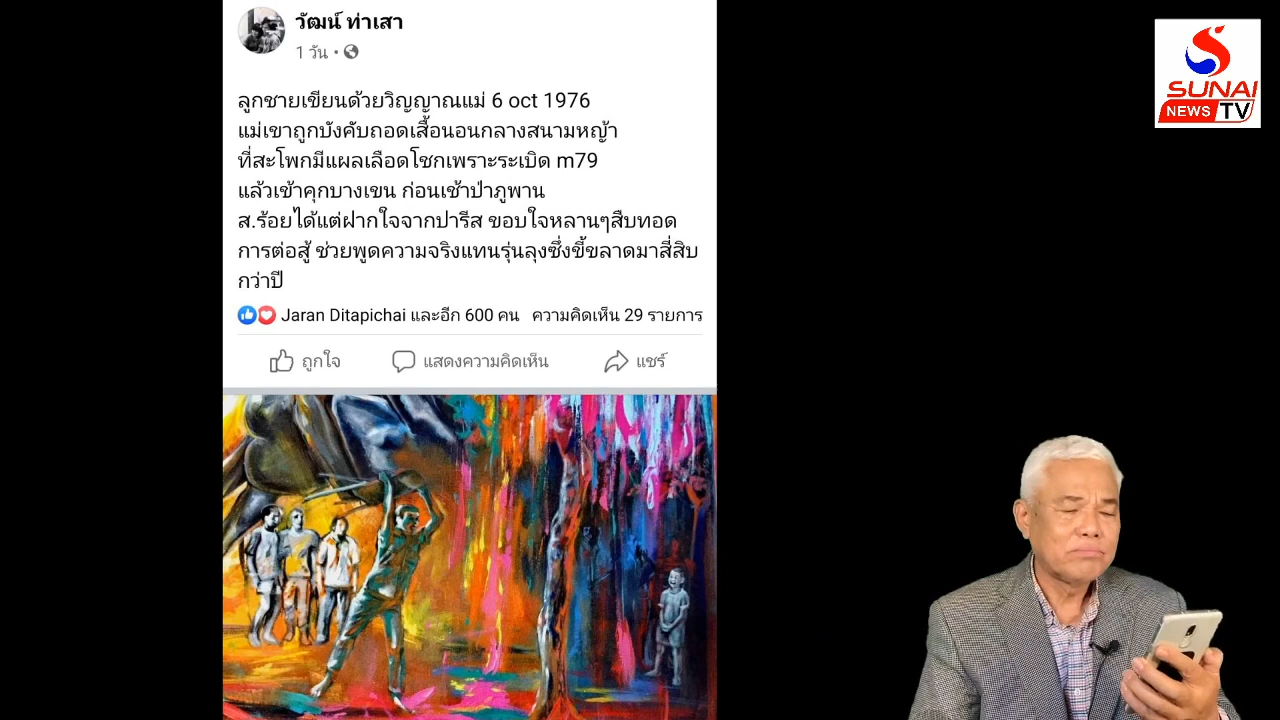 วัฒน์ ท่าเสา
1 วัน
ลูกชายเขียนด้วยวิญญาณแม่ 6 oct 1976
แม่เขาถูกบังคับถอดเสื้อนอนกลางสนามหญ้า
ที่สะโพกมีแผลเลือดโชกเพราะระเบิด m79
แล้วเข้าคุกบางเขน ก่อนเข้าป่าภูพาน
ส.ร้อยได้แต่ฝากใจจากปารีส ขอบใจหลานๆสืบทอด
การต่อสู้ ช่วยพูดความจริงแทนรุ่นลุงซึ่งขี้ขลาดมาสี่สิบ
กว่าปี
Jaran Ditapichai และอีก 600 คน ความคิดเห็น 29 รายการ
ถูกใจ แสดงความคิดเห็น แชร์
SUNAI
NEWS TV